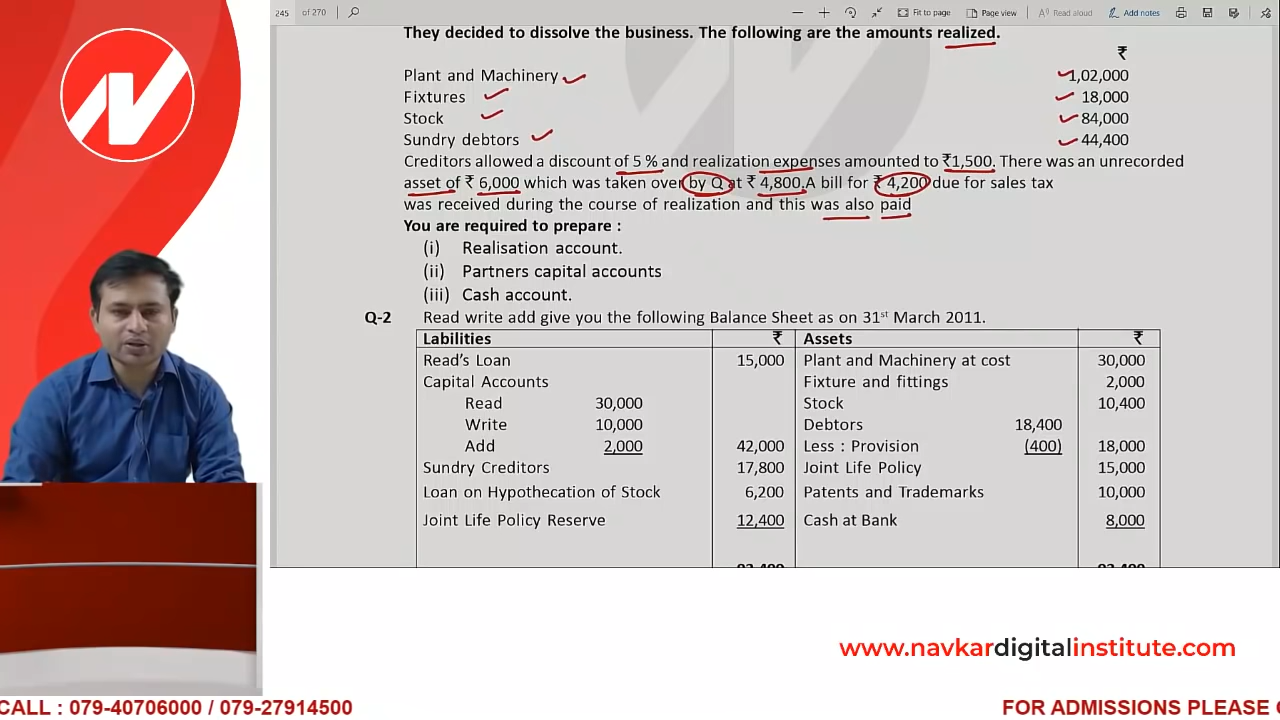 245 of 270 Fit to page Page view Read aloud Add notes
They decided to dissolve the business. The following are the amounts realized.
₹
Plant and Machinery 1,02,000
Fixtures 18,000
Stock 84,000
Sundry debtors 44,400
Creditors allowed a discount of 5 % and realization expenses amounted to ₹1,500. There was an unrecorded
asset of ₹ 6,000 which was taken over by Q at ₹ 4,800.A bill for ₹ 4,200 due for sales tax
was received during the course of realization and this was also paid
You are required to prepare :
(i) Realisation account.
(ii) Partners capital accounts
(iii) Cash account.
Q-2 Read write add give you the following Balance Sheet as on 31st March 2011.
Labilities ₹ Assets ₹
Read's Loan 15,000 Plant and Machinery at cost 30,000
Capital Accounts Fixture and fittings 2,000
Read 30,000 Stock 10,400
Write 10,000 Debtors 18,400
Add 2,000 42,000 Less : Provision (400) 18,000
Sundry Creditors 17,800 Joint Life Policy 15,000
Loan on Hypothecation of Stock 6,200 Patents and Trademarks 10,000
Joint Life Policy Reserve 12,400 Cash at Bank 8,000
www.navkardigitalinstitute.com
CALL : 079-40706000 / 079-27914500 FOR ADMISSIONS PLEASE